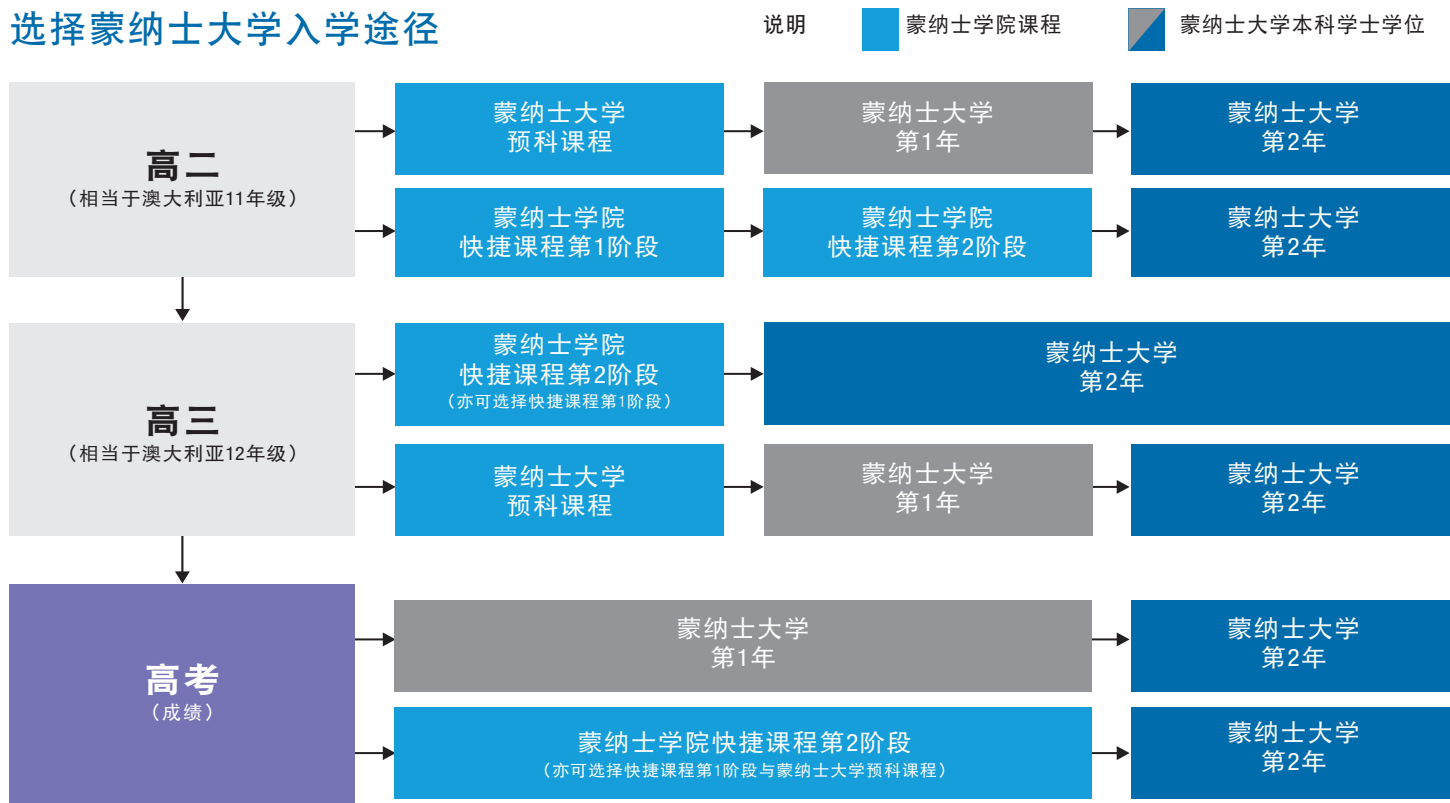 选择蒙纳士大学入学途径
说明
蒙纳士学院课程
蒙纳士大学本科学士学位
高二
（相当于澳大利亚11年级）
蒙纳士大学
预科课程
蒙纳士大学
第1年
蒙纳士大学
第2年
蒙纳士学院
快捷课程第1阶段
蒙纳士学院
快捷课程第2阶段
蒙纳士大学
第2年
高三
（相当于澳大利亚12年级）
蒙纳士学院
快捷课程第2阶段
（亦可选择快捷课程第1阶段）
蒙纳士大学
第2年
蒙纳士大学
预科课程
蒙纳士大学
第1年
蒙纳士大学
第2年
高考
（成绩）
蒙纳士大学
第1年
蒙纳士大学
第2年
蒙纳士学院快捷课程第2阶段
（亦可选择快捷课程第1阶段与蒙纳士大学预科课程）
蒙纳士大学
第2年